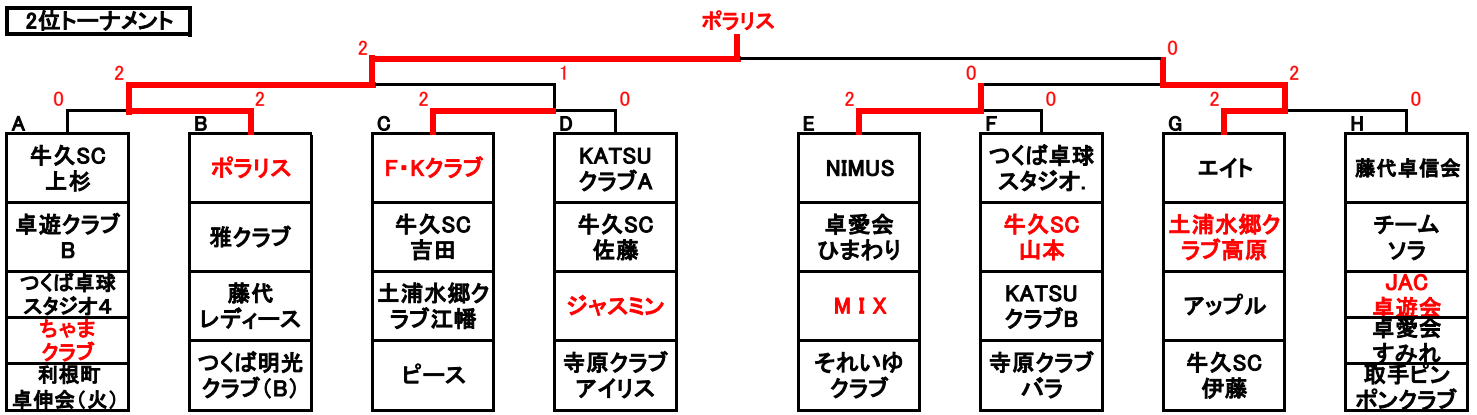 2位トーナメント
ポラリス
2
0
2
1
0
2
0
2
2
0
2
0
2
0
A
B
C
D
E
F
G
H
牛久SC
上杉
卓遊クラブ
B
つくば卓球
スタジオ4
ちゃま
クラブ
利根町
卓伸会(火)
ポラリス
雅クラブ
藤代
レディース
つくば明光
クラブ(B)
F・Kクラブ
牛久SC
吉田
土浦水郷ク
ラブ江幡
ピース
KATSU
クラブA
牛久SC
佐藤
ジャスミン
寺原クラブ
アイリス
NIMUS
卓愛会
ひまわり
MIX
それいゆ
クラブ
つくば卓球
スタジオ.
牛久SC
山本
KATSU
クラブB
寺原クラブ
バラ
エイト
土浦水郷ク
ラブ高原
アップル
牛久SC
伊藤
藤代卓信会
チーム
ソラ
JAC
卓遊会
卓愛会
すみれ
取手ピン
ポンクラブ